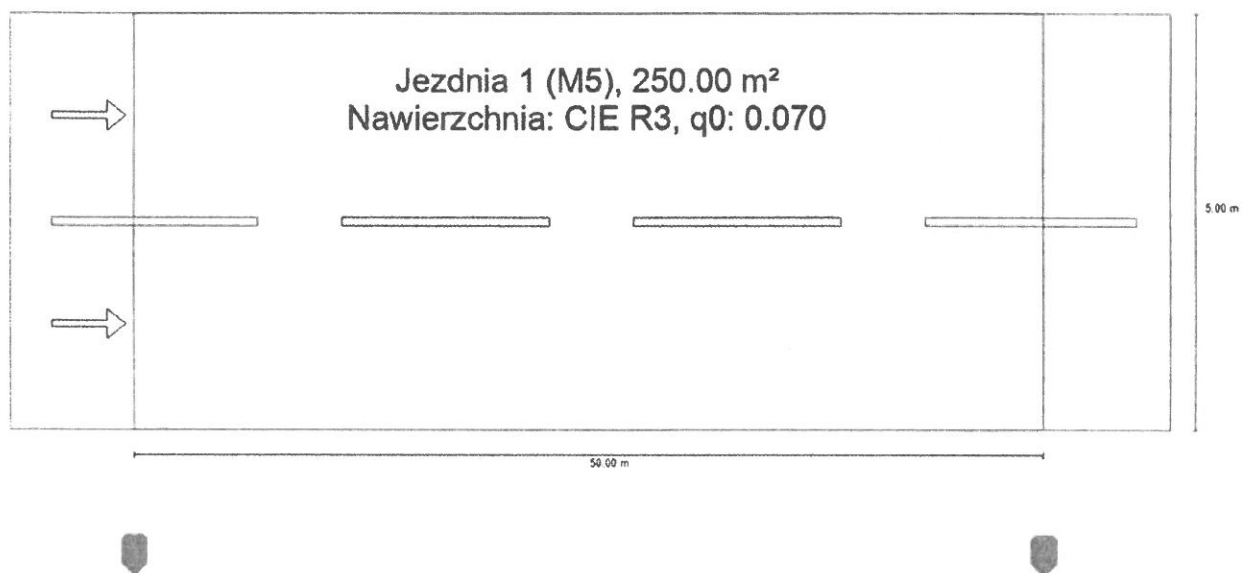 Jezdnia 1 (M5), 250.00 m²
Nawierzchnia: CIE R3, q0: 0.070
5.00 m
50.00 m